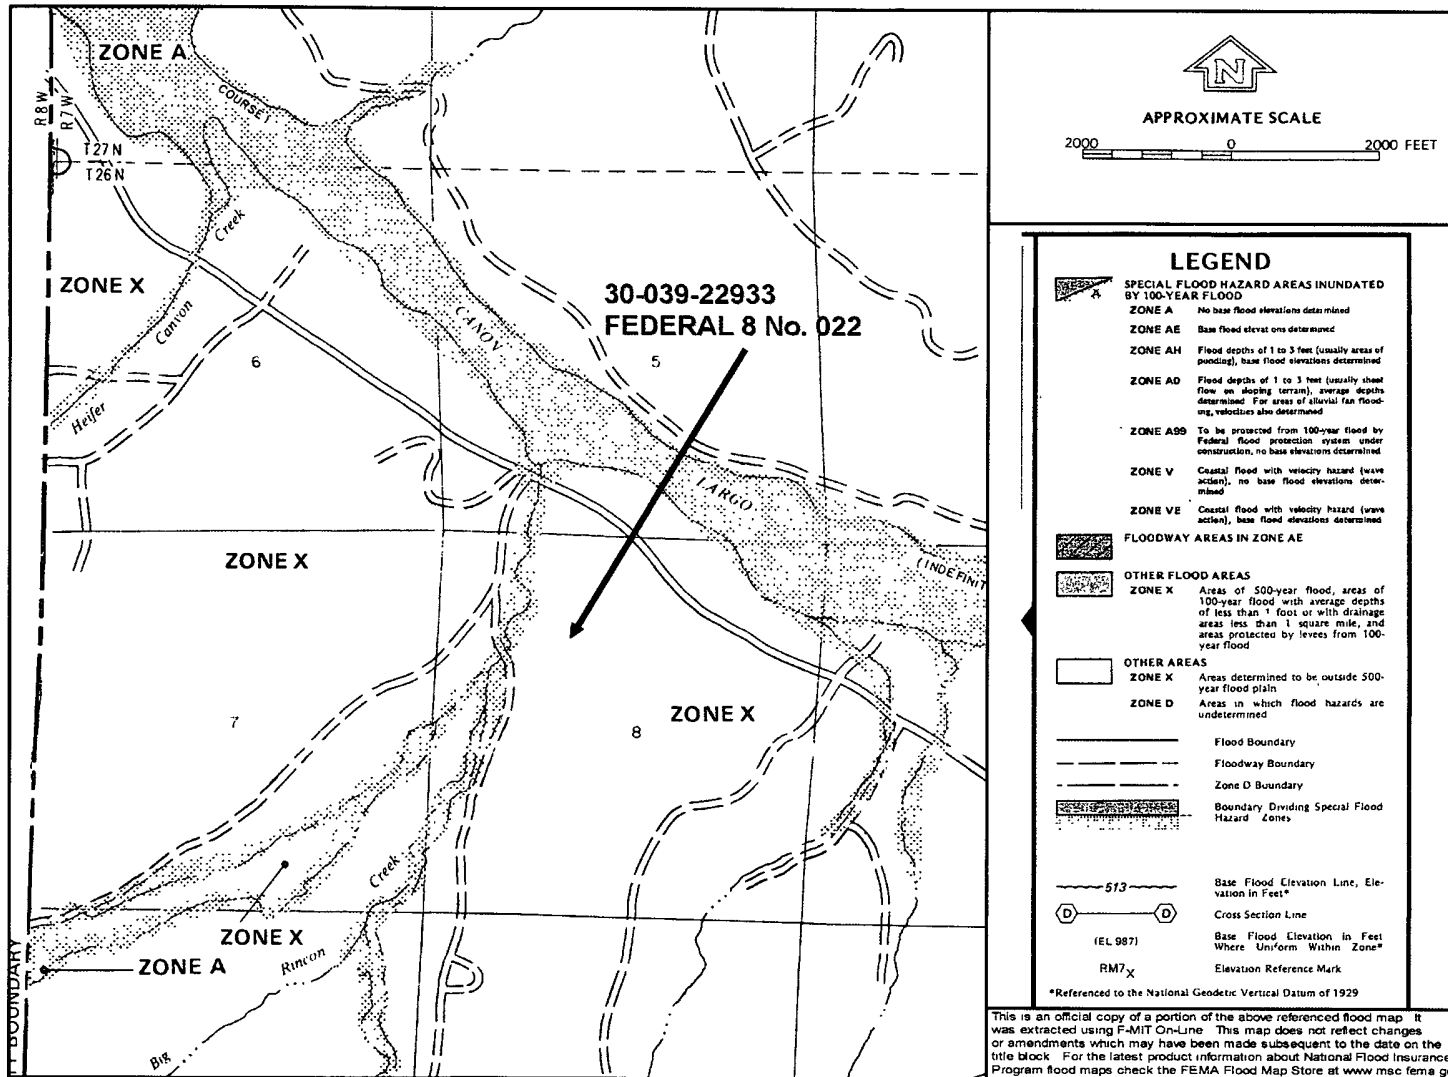 ZONE A
COURSE)
R 8 W
R 7 W
T 27 N
T 26 N
Creek
ZONE X
Canyon
Heifer
6
30-039-22933
FEDERAL 8 No. 022
5
LARGO
ZONE X
(INDEFINIT
7
ZONE X
8
Creek
ZONE X
ZONE A
Rincon
Big
Y BOUNDARY
N
APPROXIMATE SCALE
2000 0 2000 FEET
LEGEND
SPECIAL FLOOD HAZARD AREAS INUNDATED
BY 100-YEAR FLOOD
ZONE A No base flood elevations determined
ZONE AE Base flood elevat ons determined
ZONE AH Flood depths of 1 to 3 feet (usually areas of
ponding), base flood elevations determined
ZONE AO Flood depths of 1 to 3 feet (usually sheet
flow on sloping terrain), average depths
determined For areas of alluvial fan flood-
ing, velocities also determined
ZONE A99 To be protected from 100-year flood by
Federal flood protection system under
construction, no base elevations determined
ZONE V Coastal flood with velocity hazard (wave
action), no base flood elevations deter-
mined
ZONE VE Coastal flood with velocity hazard (wave
action), base flood elevations determined
FLOODWAY AREAS IN ZONE AE
OTHER FLOOD AREAS
ZONE X Areas of 500-year flood, areas of
100-year flood with average depths
of less than 1 foot or with drainage
areas less than 1 square mile, and
areas protected by levees from 100-
year flood
OTHER AREAS
ZONE X Areas determined to be outside 500-
year flood plain
ZONE D Areas in which flood hazards are
undetermined
Flood Boundary
Floodway Boundary
Zone D Boundary
Boundary Dividing Special Flood
Hazard Zones
513 Base Flood Elevation Line, Ele-
vation in Feet*
D D Cross Section Line
(EL 987) Base Flood Elevation in Feet
Where Uniform Within Zone*
RM7X Elevation Reference Mark
*Referenced to the National Geodetic Vertical Datum of 1929
This is an official copy of a portion of the above referenced flood map It
was extracted using F-MIT On-Line This map does not reflect changes
or amendments which may have been made subsequent to the date on the
title block For the latest product information about National Flood Insurance
Program flood maps check the FEMA Flood Map Store at www msc fema g